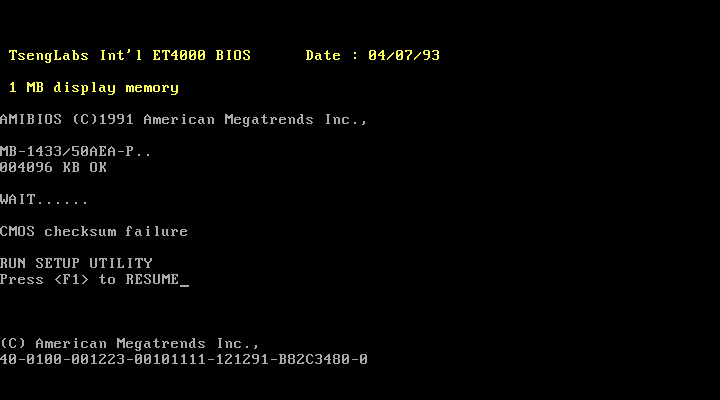 TsengLabs Int'l ET4000 BIOS Date : 04/07/93
1 MB display memory
AMIBIOS (C)1991 American Megatrends Inc.,
MB-1433/50AEA-P..
004096 KB OK
WAIT......
CMOS checksum failure
RUN SETUP UTILITY
Press <F1> to RESUME_
(C) American Megatrends Inc.,
40-0100-001223-00101111-121291-B82C3480-0